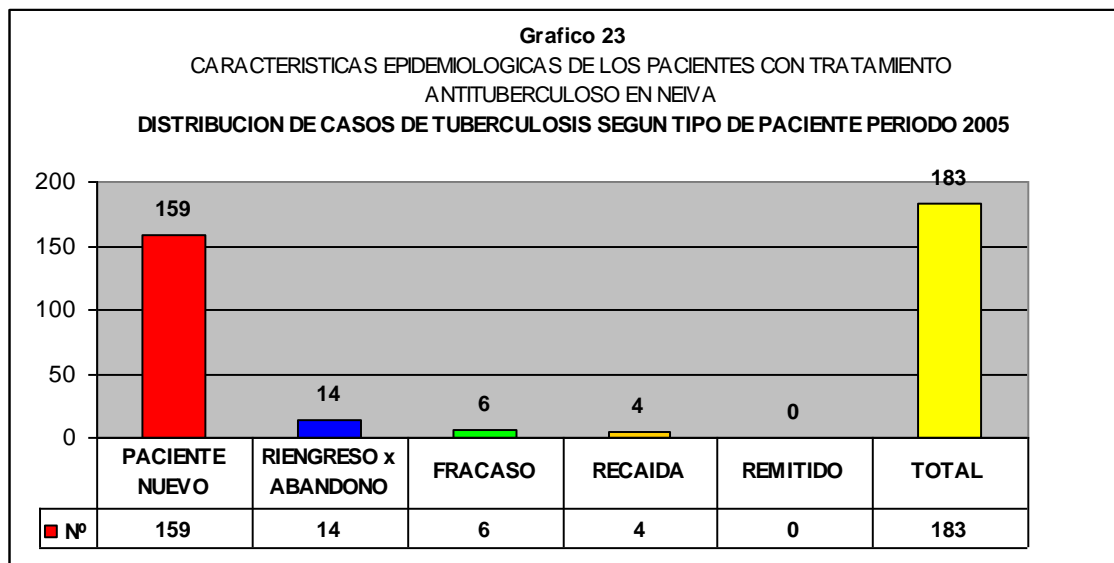 Grafico 23
CARACTERISTICAS EPIDEMIOLOGICAS DE LOS PACIENTES CON TRATAMIENTO
ANTITUBERCULOSO EN NEIVA
DISTRIBUCION DE CASOS DE TUBERCULOSIS SEGUN TIPO DE PACIENTE PERIODO 2005
200
150
100
50
0
159
14
6
4
0
183
PACIENTE NUEVO
RIENGRESO x ABANDONO
FRACASO
RECAIDA
REMITIDO
TOTAL
Nº 159 14 6 4 0 183